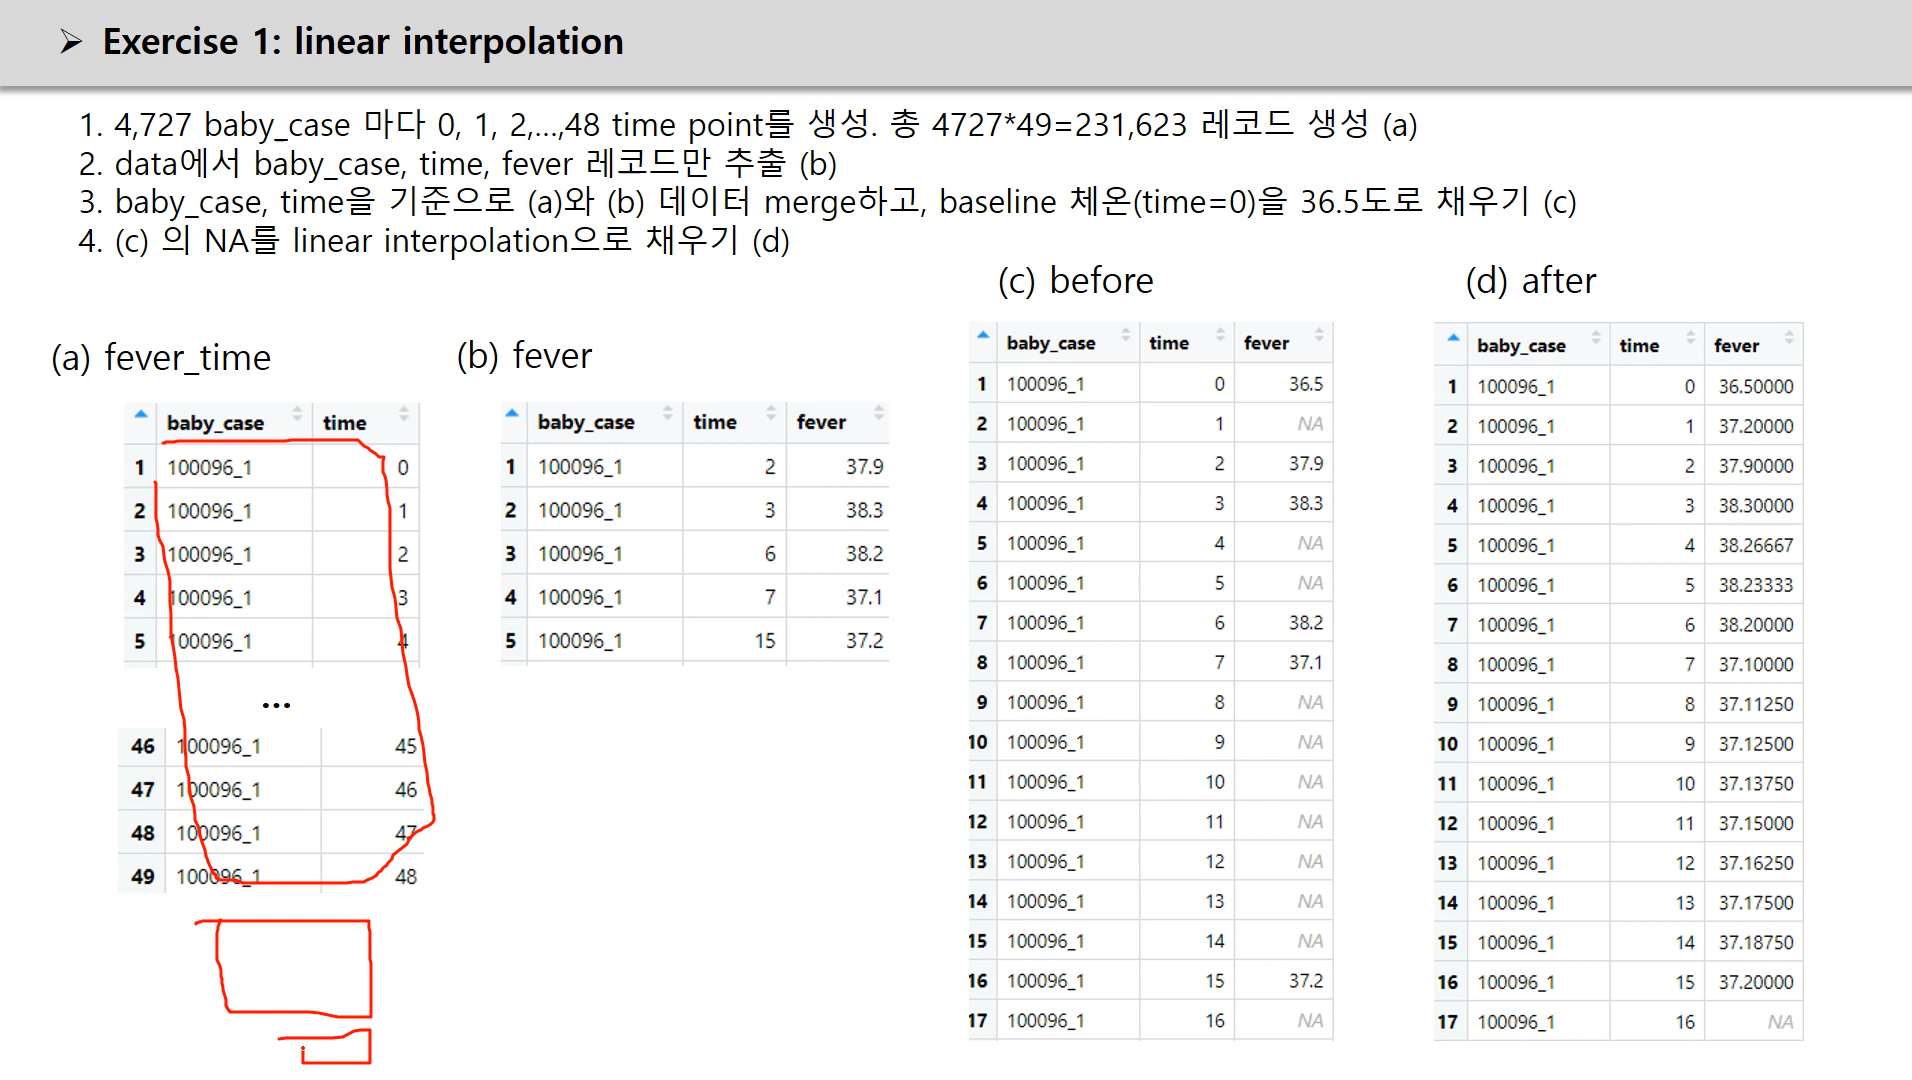 ➢ Exercise 1: linear interpolation
1. 4,727 baby_case 마다 0, 1, 2,...,48 time point를 생성. 총 4727*49=231,623 레코드 생성 (a)
2. data에서 baby_case, time, fever 레코드만 추출 (b)
3. baby_case, time을 기준으로 (a)와 (b) 데이터 merge하고, baseline 체온(time=0)을 36.5도로 채우기 (c)
4. (c) 의 NA를 linear interpolation으로 채우기 (d)
(a) fever_time
baby_case time
1 100096_1 0
2 100096_1 1
3 100096_1 2
4 100096_1 3
5 100096_1 4
...
46 100096_1 45
47 100096_1 46
48 100096_1 47
49 100096_1 48
(b) fever
baby_case time fever
1 100096_1 2 37.9
2 100096_1 3 38.3
3 100096_1 6 38.2
4 100096_1 7 37.1
5 100096_1 15 37.2
(c) before
baby_case time fever
1 100096_1 0 36.5
2 100096_1 1 NA
3 100096_1 2 37.9
4 100096_1 3 38.3
5 100096_1 4 NA
6 100096_1 5 NA
7 100096_1 6 38.2
8 100096_1 7 37.1
9 100096_1 8 NA
10 100096_1 9 NA
11 100096_1 10 NA
12 100096_1 11 NA
13 100096_1 12 NA
14 100096_1 13 NA
15 100096_1 14 NA
16 100096_1 15 37.2
17 100096_1 16 NA
(d) after
baby_case time fever
1 100096_1 0 36.50000
2 100096_1 1 37.20000
3 100096_1 2 37.90000
4 100096_1 3 38.30000
5 100096_1 4 38.26667
6 100096_1 5 38.23333
7 100096_1 6 38.20000
8 100096_1 7 37.10000
9 100096_1 8 37.11250
10 100096_1 9 37.12500
11 100096_1 10 37.13750
12 100096_1 11 37.15000
13 100096_1 12 37.16250
14 100096_1 13 37.17500
15 100096_1 14 37.18750
16 100096_1 15 37.20000
17 100096_1 16 NA